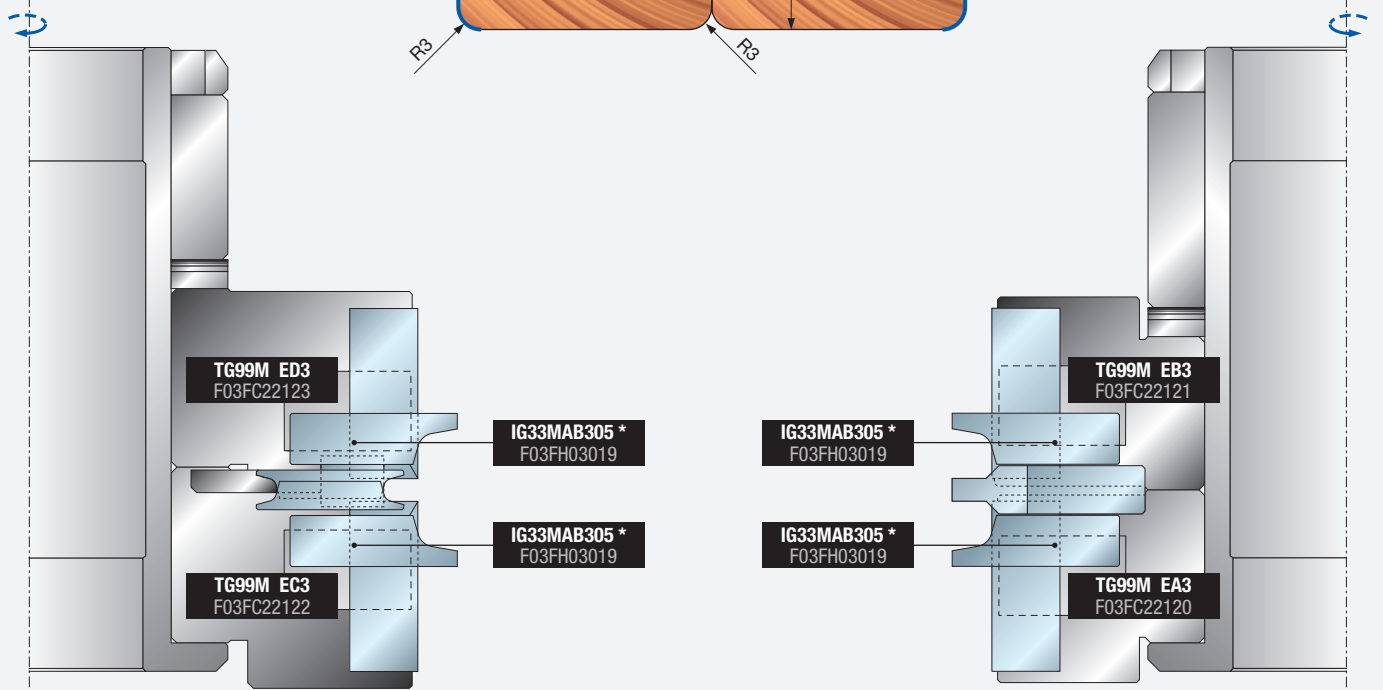 R3
R3
TG99M ED3
F03FC22123
IG33MAB305 *
F03FH03019
IG33MAB305 *
F03FH03019
TG99M EC3
F03FC22122
TG99M EB3
F03FC22121
IG33MAB305 *
F03FH03019
IG33MAB305 *
F03FH03019
TG99M EA3
F03FC22120